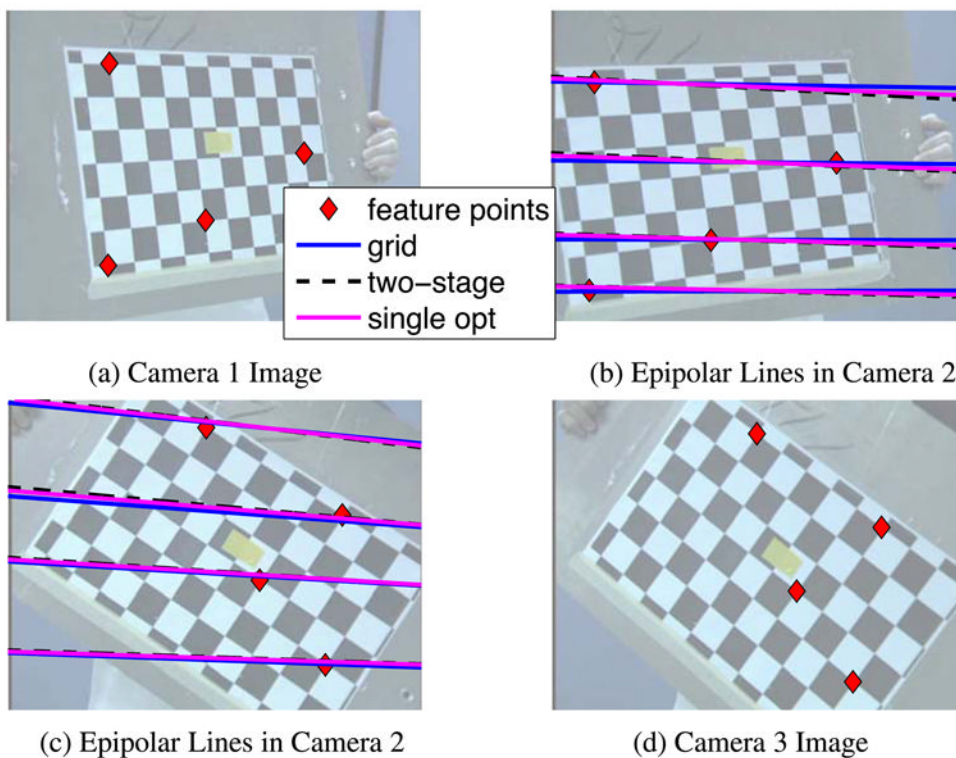 feature points
grid
two-stage
single opt
(a) Camera 1 Image
(b) Epipolar Lines in Camera 2
(c) Epipolar Lines in Camera 2
(d) Camera 3 Image